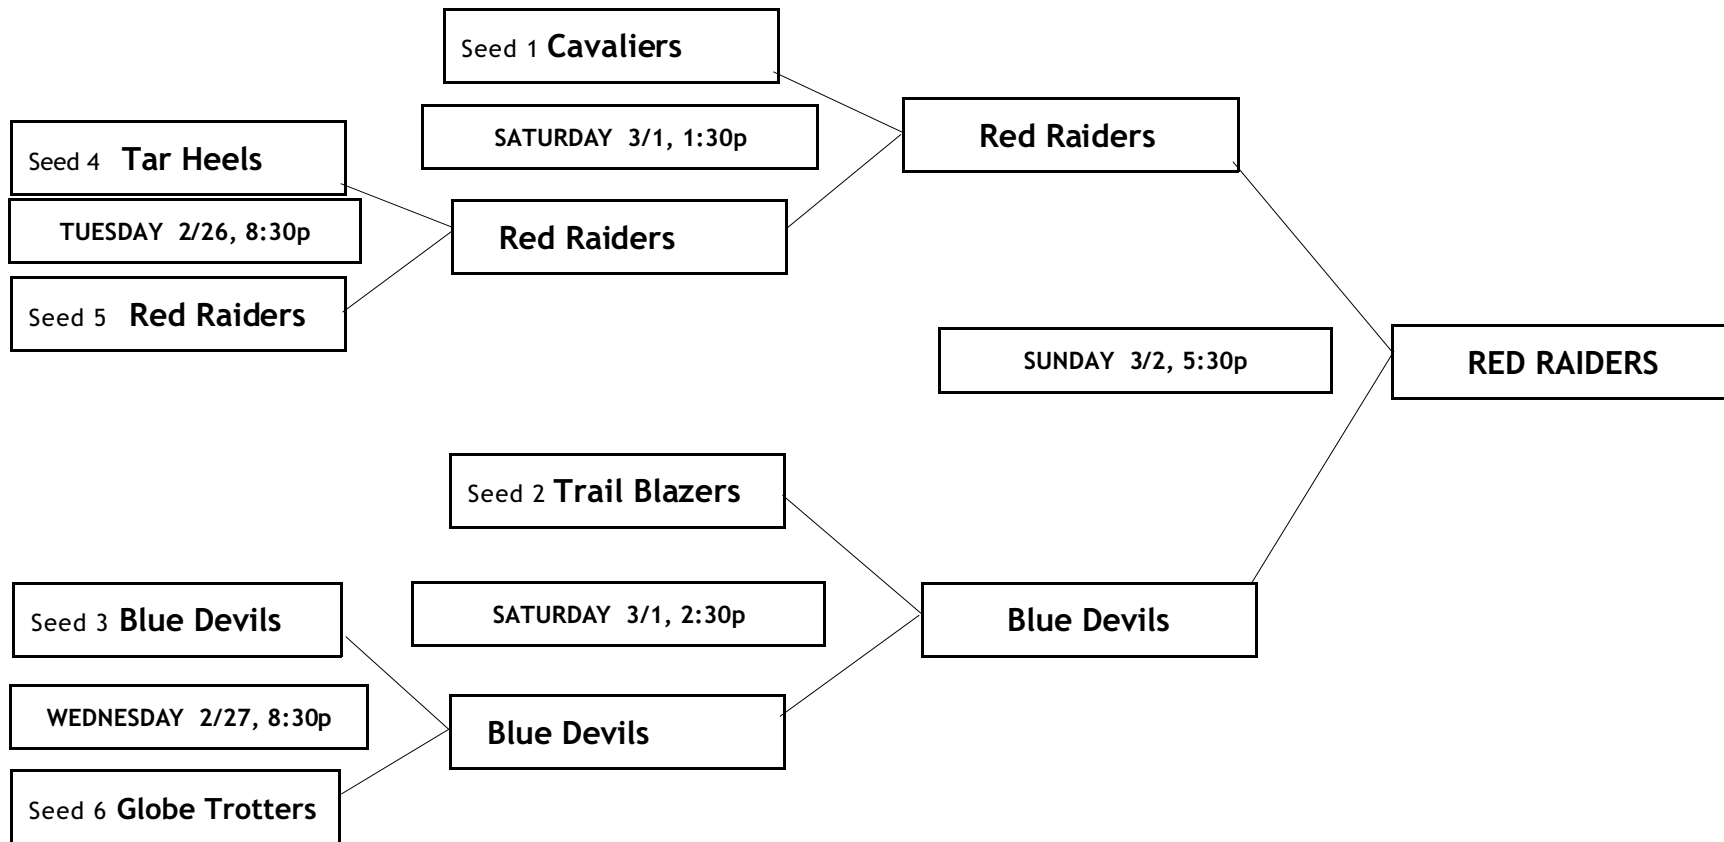 Seed 1 Cavaliers
SATURDAY 3/1, 1:30p
Red Raiders
Seed 4 Tar Heels
TUESDAY 2/26, 8:30p
Red Raiders
Seed 5 Red Raiders
SUNDAY 3/2, 5:30p
RED RAIDERS
Seed 2 Trail Blazers
Seed 3 Blue Devils
SATURDAY 3/1, 2:30p
Blue Devils
WEDNESDAY 2/27, 8:30p
Blue Devils
Seed 6 Globe Trotters